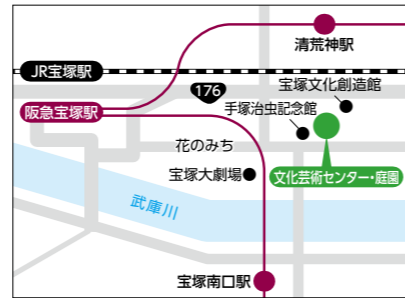 清荒神駅
JR宝塚駅
宝塚文化創造館
176
手塚治虫記念館
阪急宝塚駅
花のみち
宝塚大劇場
文化芸術センター・庭園
武庫川
宝塚南口駅